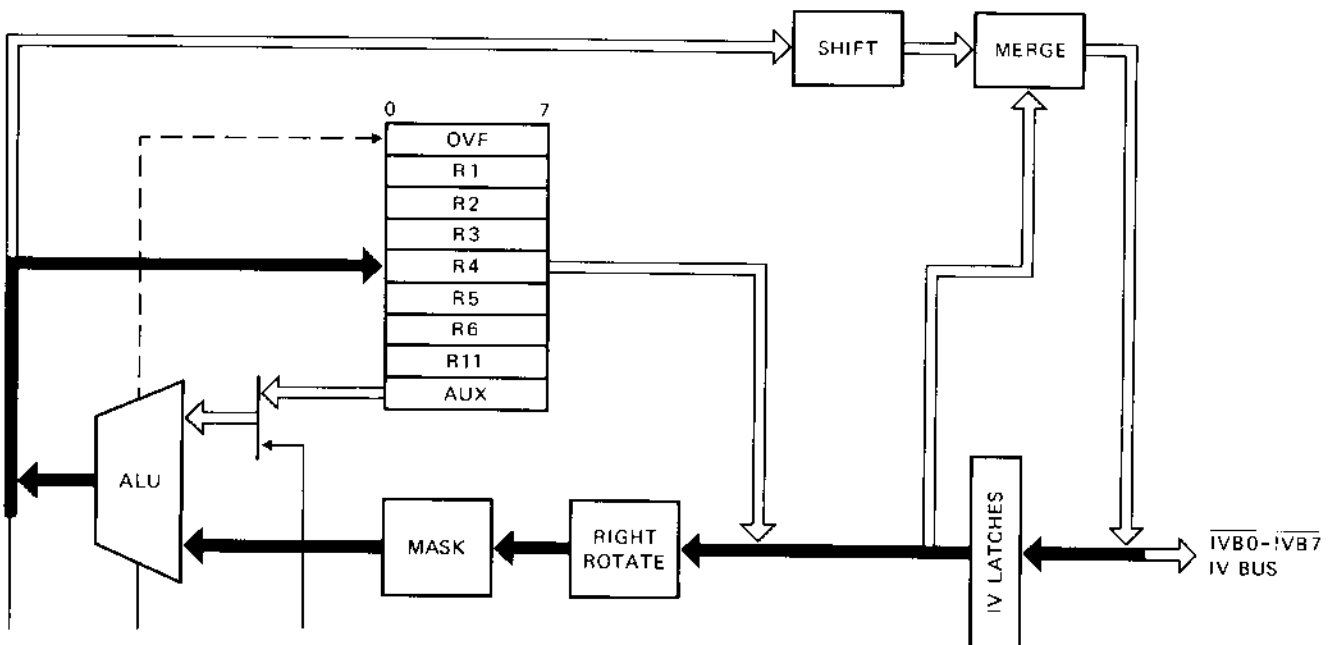 SHIFT
MERGE
0 7
OVF
R1
R2
R3
R4
R5
R6
R11
AUX
ALU
MASK
RIGHT
ROTATE
IV LATCHES
IVB0-IVB7
IV BUS